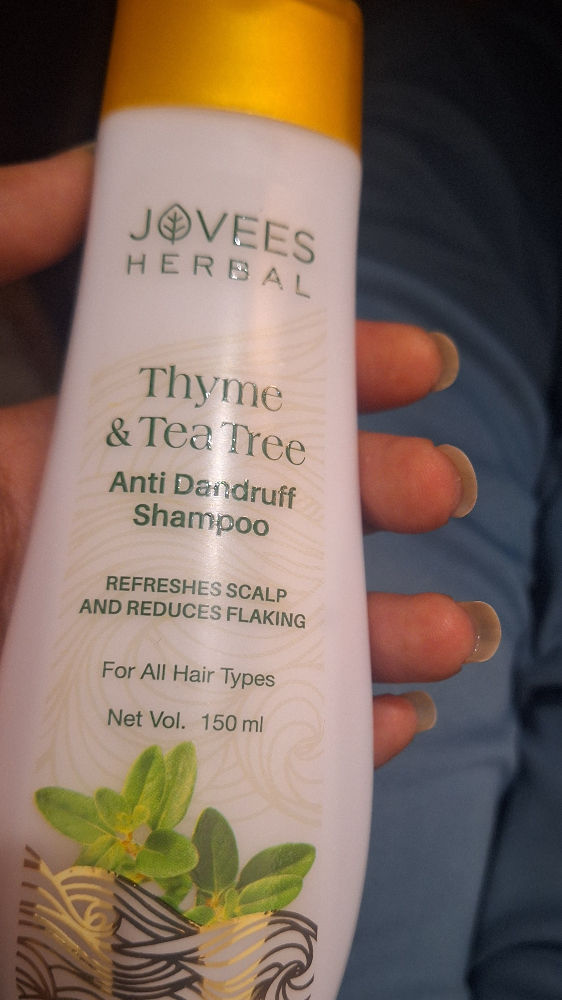 JOVEES
HERBAL
Thyme
& Tea Tree
Anti Dandruff
Shampoo
REFRESHES SCALP
AND REDUCES FLAKING
For All Hair Types
Net Vol. 150 ml